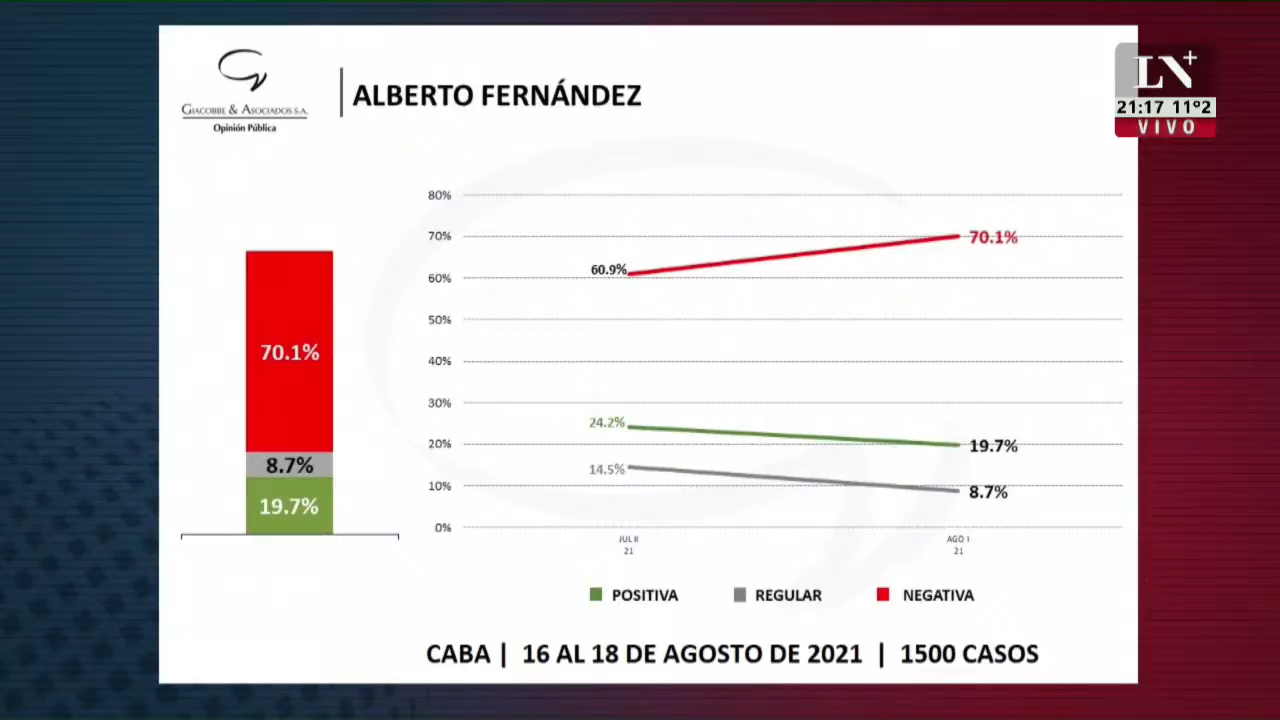 GIACOBBE & ASOCIADOS S.A.
Opinión Pública
ALBERTO FERNÁNDEZ
LN+
21:17 11º2
VIVO
80%
70%
60%
50%
40%
30%
20%
10%
0%
60.9%
70.1%
24.2%
19.7%
14.5%
8.7%
70.1%
8.7%
19.7%
JUL II
21
AGO I
21
POSITIVA
REGULAR
NEGATIVA
CABA | 16 AL 18 DE AGOSTO DE 2021 | 1500 CASOS